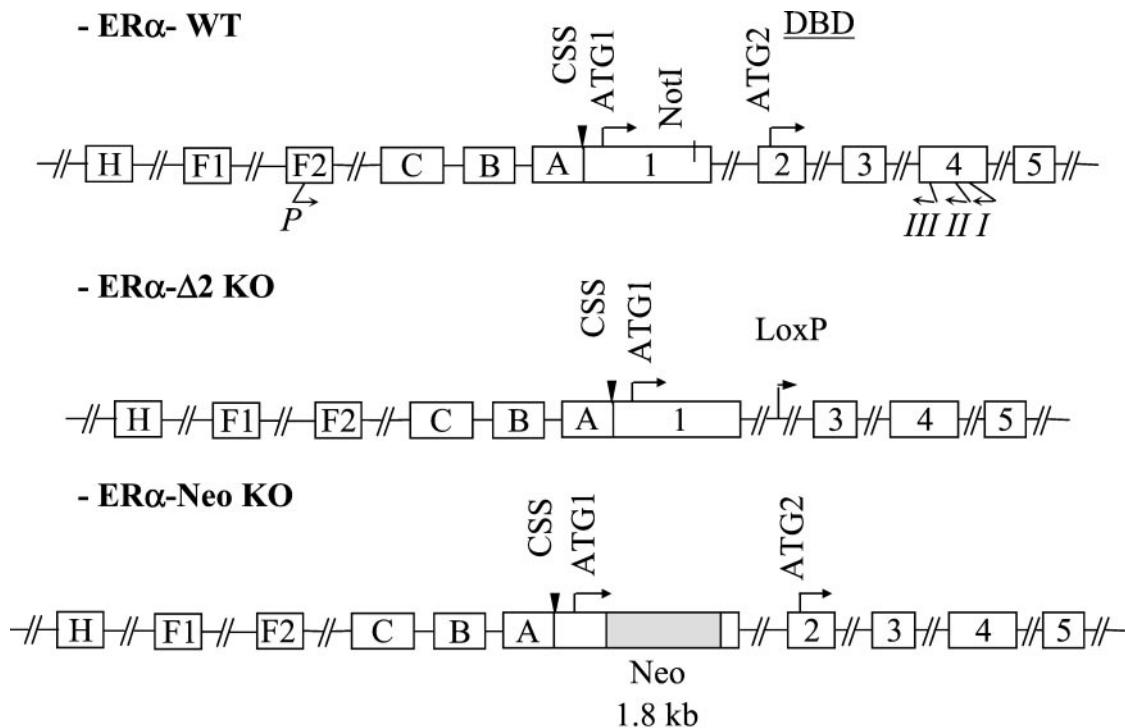 - ERα- WT
DBD
CSS
ATG1
NotI
ATG2
H F1 F2 C B A 1 2 3 4 5
P
III II I
- ERα-Δ2 KO
CSS
ATG1
LoxP
H F1 F2 C B A 1 3 4 5
- ERα-Neo KO
CSS
ATG1
ATG2
H F1 F2 C B A 2 3 4 5
Neo
1.8 kb